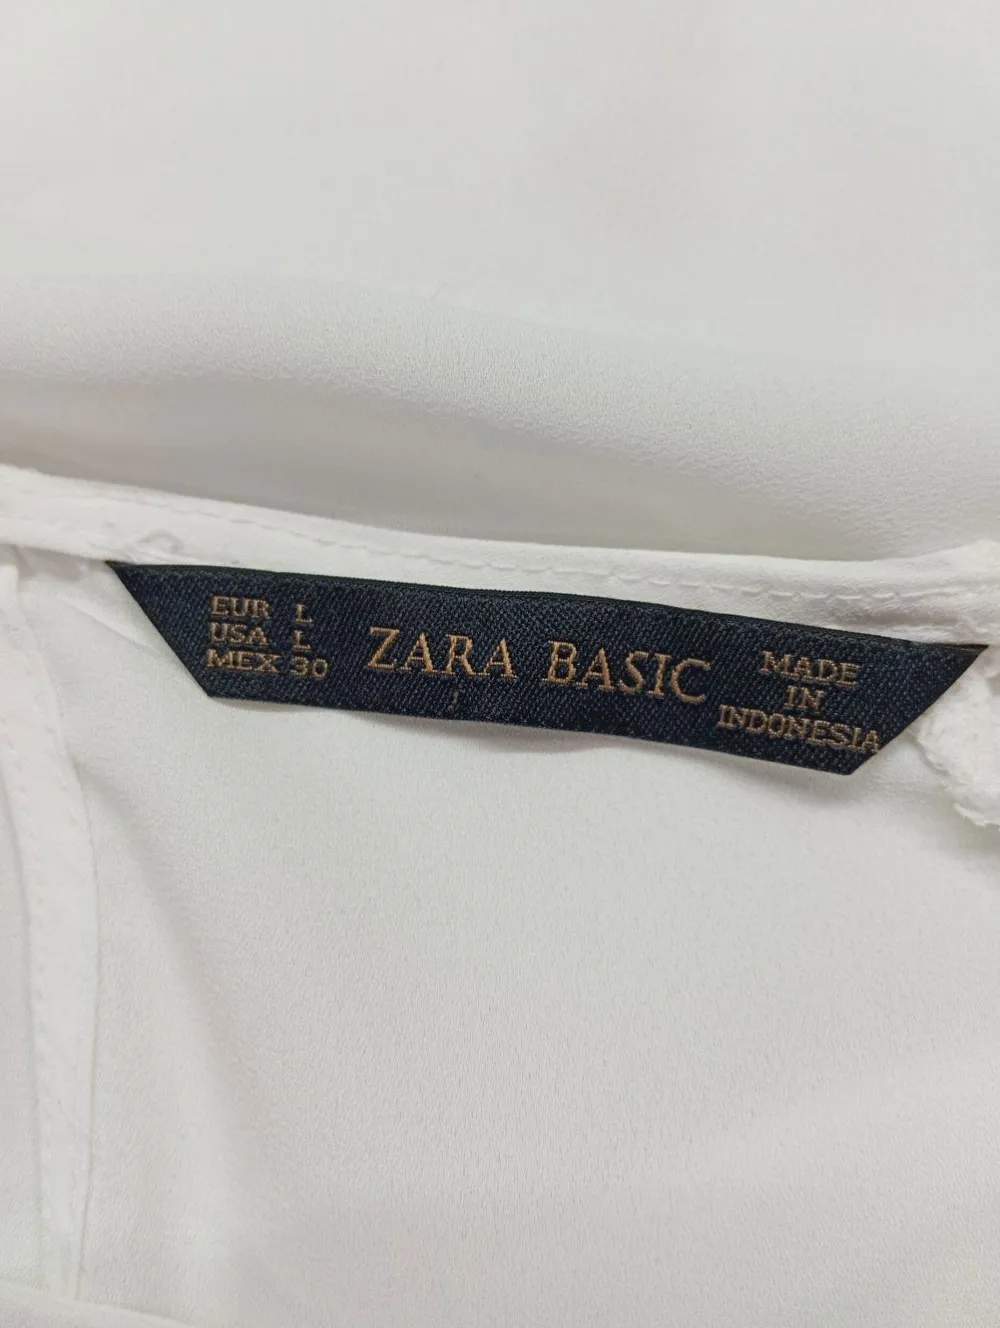 EUR L
USA L
MEX 30
ZARA BASIC
MADE
IN
INDONESIA